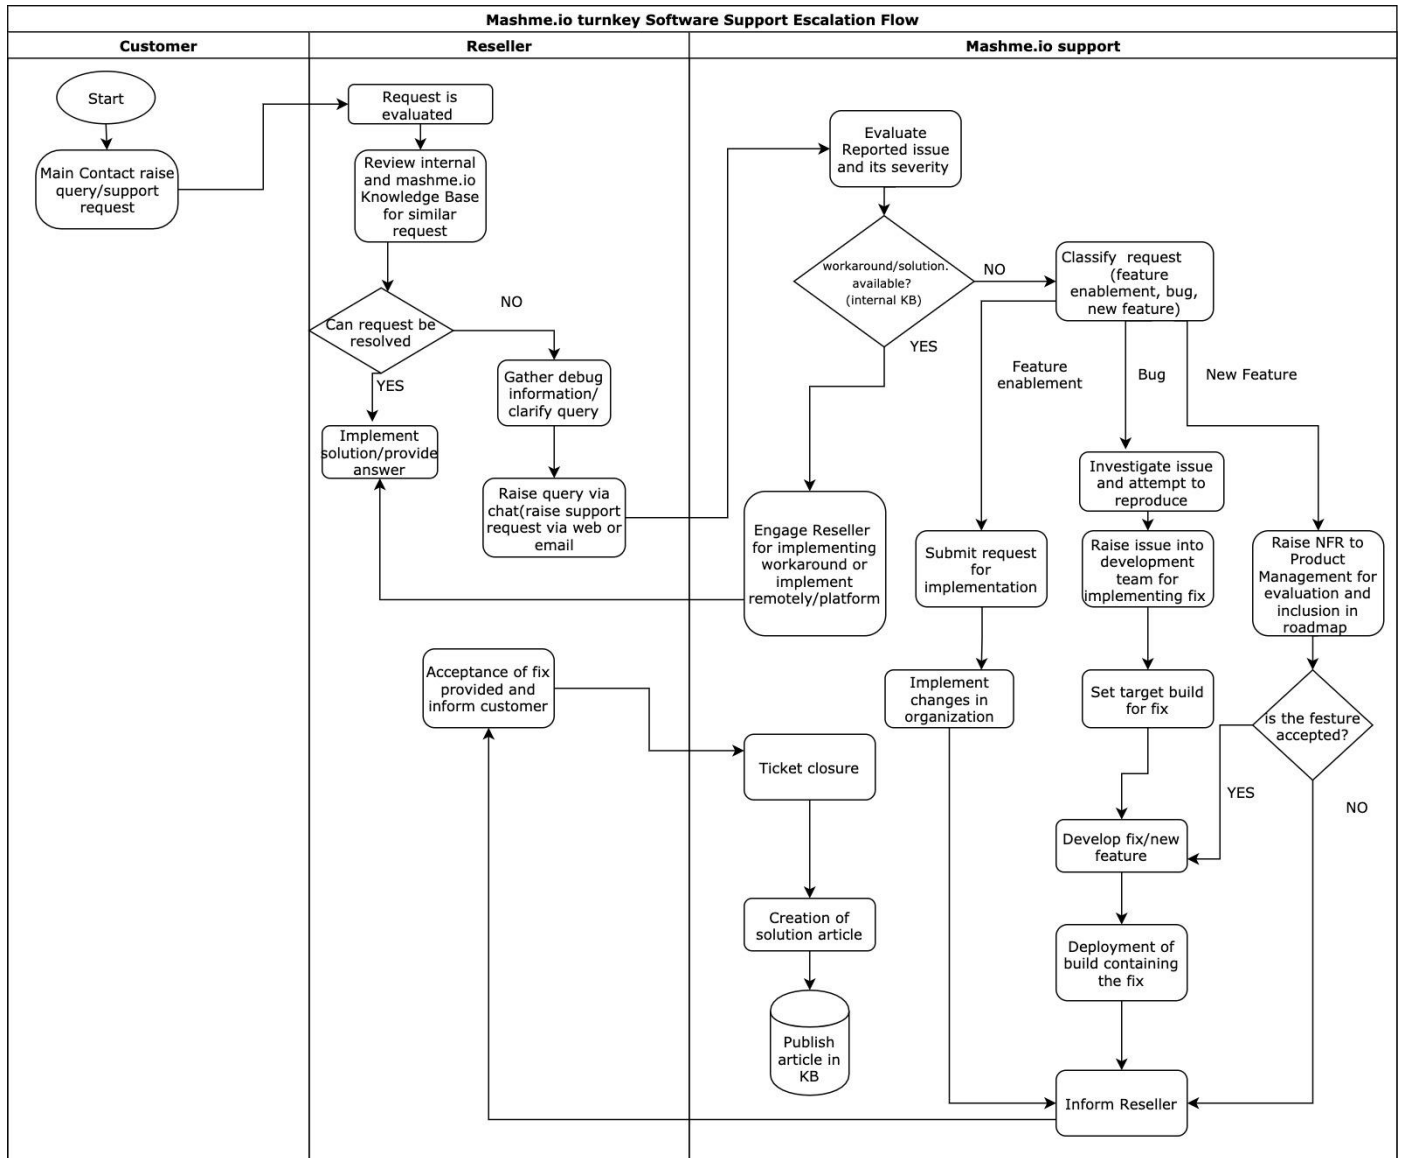 Mashme.io turnkey Software Support Escalation Flow
Customer
Reseller
Mashme.io support
Start
Main Contact raise
query/support
request
Request is
evaluated
Review internal
and mashme.io
Knowledge Base
for similar
request
Can request be
resolved
NO
YES
Implement
solution/provide
answer
Gather debug
information/
clarify query
Raise query via
chat(raise support
request via web or
email
Evaluate
Reported issue
and its severity
workaround/solution.
available?
(internal KB)
NO
YES
Classify request
(feature
enablement, bug,
new feature)
Feature
enablement
Bug
New Feature
Engage Reseller
for implementing
workaround or
implement
remotely/platform
Submit request
for
implementation
Implement
changes in
organization
Investigate issue
and attempt to
reproduce
Raise issue into
development
team for
implementing fix
Set target build
for fix
Raise NFR to
Product
Management for
evaluation and
inclusion in
roadmap
is the festure
accepted?
YES
NO
Develop fix/new
feature
Deployment of
build containing
the fix
Inform Reseller
Acceptance of fix
provided and
inform customer
Ticket closure
Creation of
solution article
Publish
article in
KB